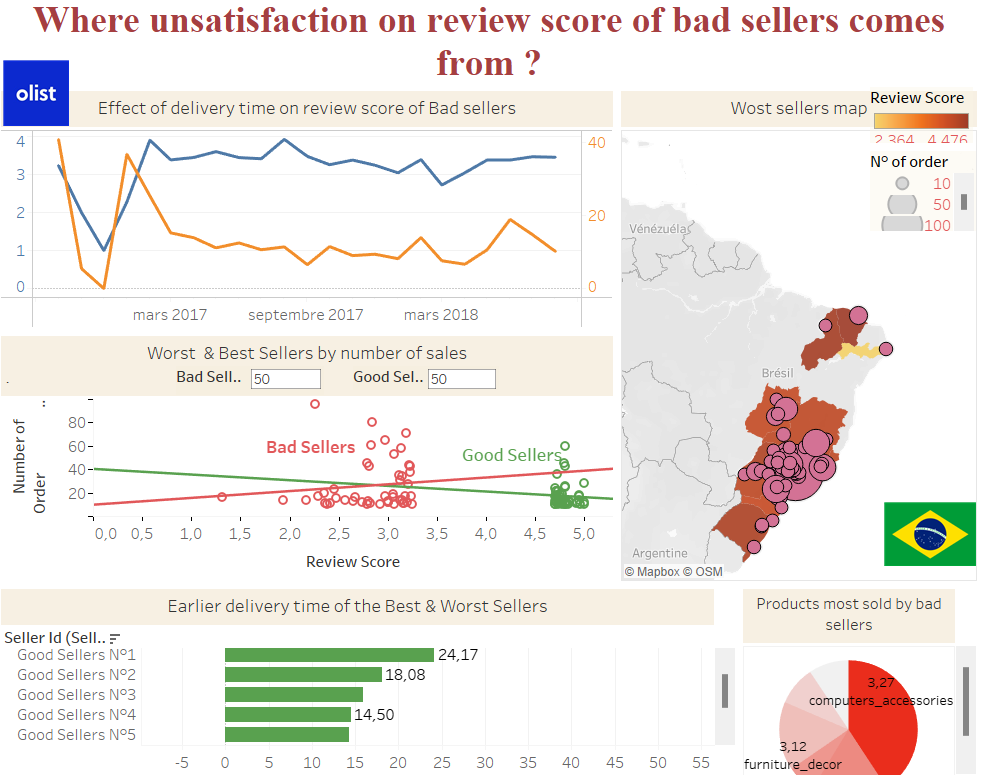 Where unsatisfaction on review score of bad sellers comes
from ?
olist
Effect of delivery time on review score of Bad sellers
4
3
2
1
0
40
20
0
mars 2017
septembre 2017
mars 2018
Worst & Best Sellers by number of sales
Bad Sell..
50
Good Sel..
50
Number of
Order
..
80
60
40
20
Bad Sellers
Good Sellers
0,0
0,5
1,0
1,5
2,0
2,5
3,0
3,5
4,0
4,5
5,0
Review Score
Wost sellers map
Review Score
2,364
4,476
Nº of order
10
50
100
Vénézuéla
Brésil
Argentine
© Mapbox © OSM
Earlier delivery time of the Best & Worst Sellers
Seller Id (Sell..
Good Sellers Nº1
24,17
Good Sellers Nº2
18,08
Good Sellers Nº3
Good Sellers Nº4
14,50
Good Sellers Nº5
-5
0
5
10
15
20
25
30
35
40
45
50
55
Products most sold by bad
sellers
3,27
computers_accessories
3,12
furniture_decor